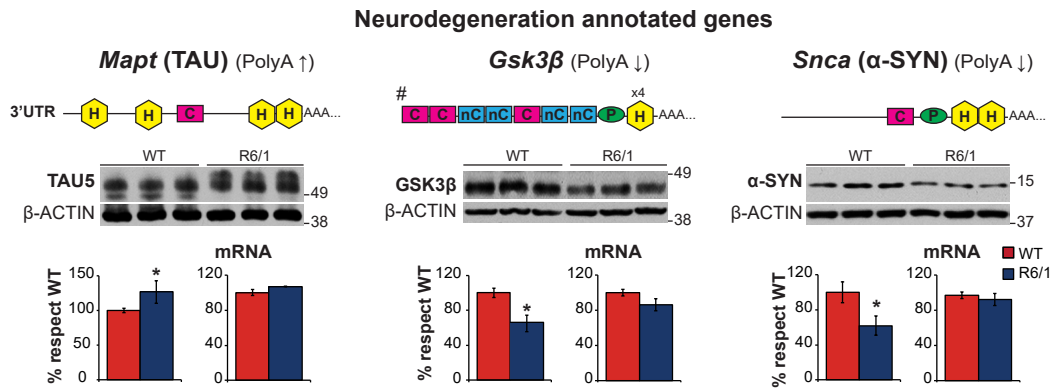 Neurodegeneration annotated genes
Mapt (TAU) (PolyA ↑)
3'UTR H H C H H AAA...
WT R6/1
TAU5
49
β-ACTIN
38
mRNA
% respect WT
150
100
50
0
*
120
80
40
0
Gsk3β (PolyA ↓)
#
x4
C C nC nC C nC nC P H AAA...
WT R6/1
49
GSK3β
β-ACTIN
38
mRNA
120
80
40
0
*
120
80
40
0
Snca (α-SYN) (PolyA ↓)
C P H H AAA...
WT R6/1
α-SYN
15
β-ACTIN
37
mRNA
WT
R6/1
% respect WT
120
80
40
0
*
120
80
40
0
% respect WT